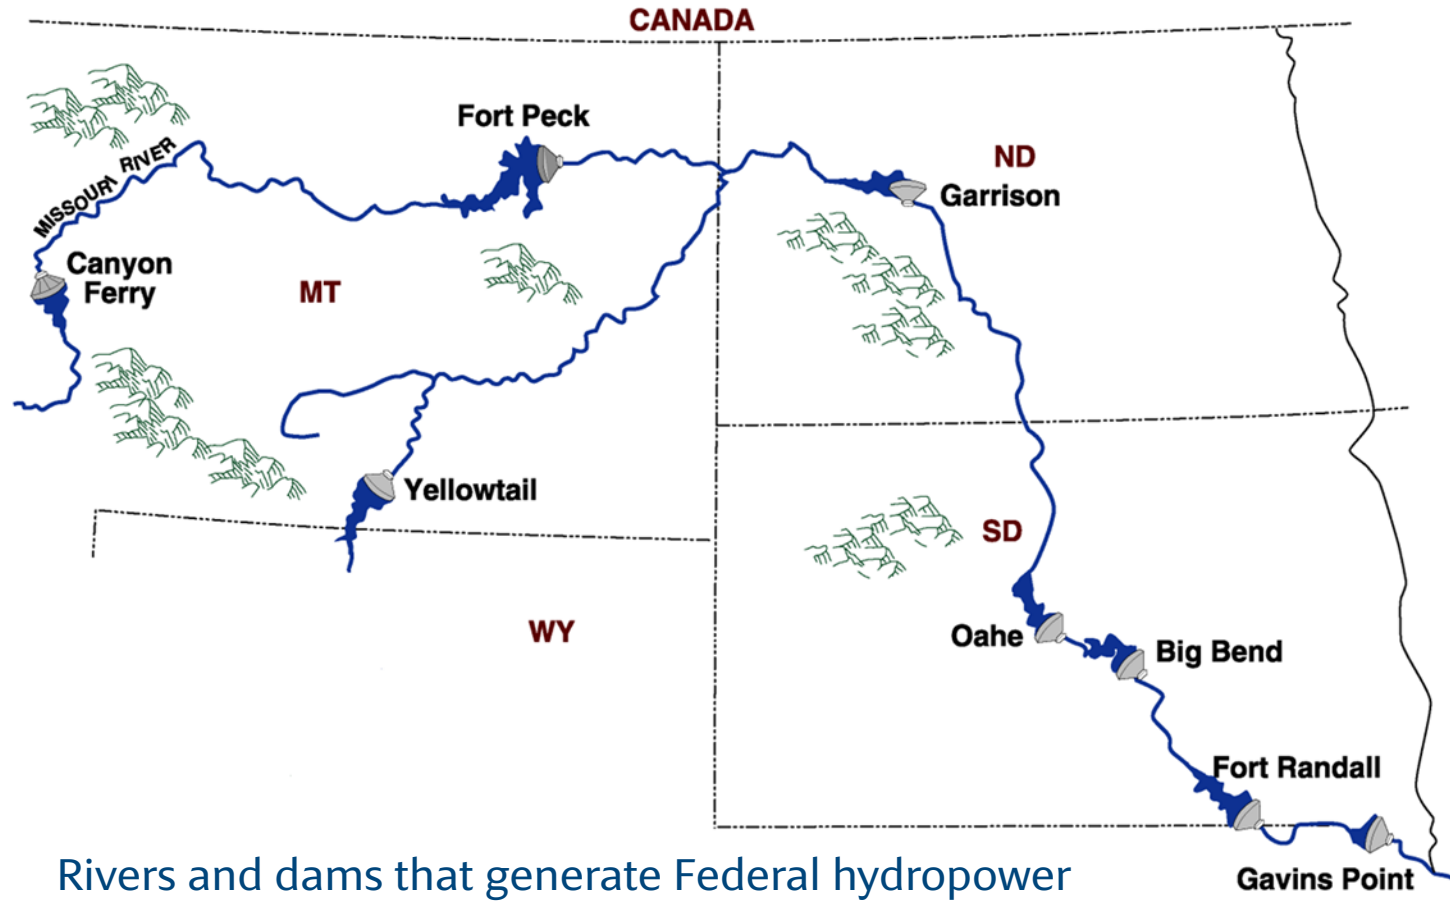 CANADA
Fort Peck
MISSOURI RIVER
ND
Garrison
Canyon
Ferry
MT
Yellowtail
SD
WY
Oahe
Big Bend
Fort Randall
Gavins Point
Rivers and dams that generate Federal hydropower